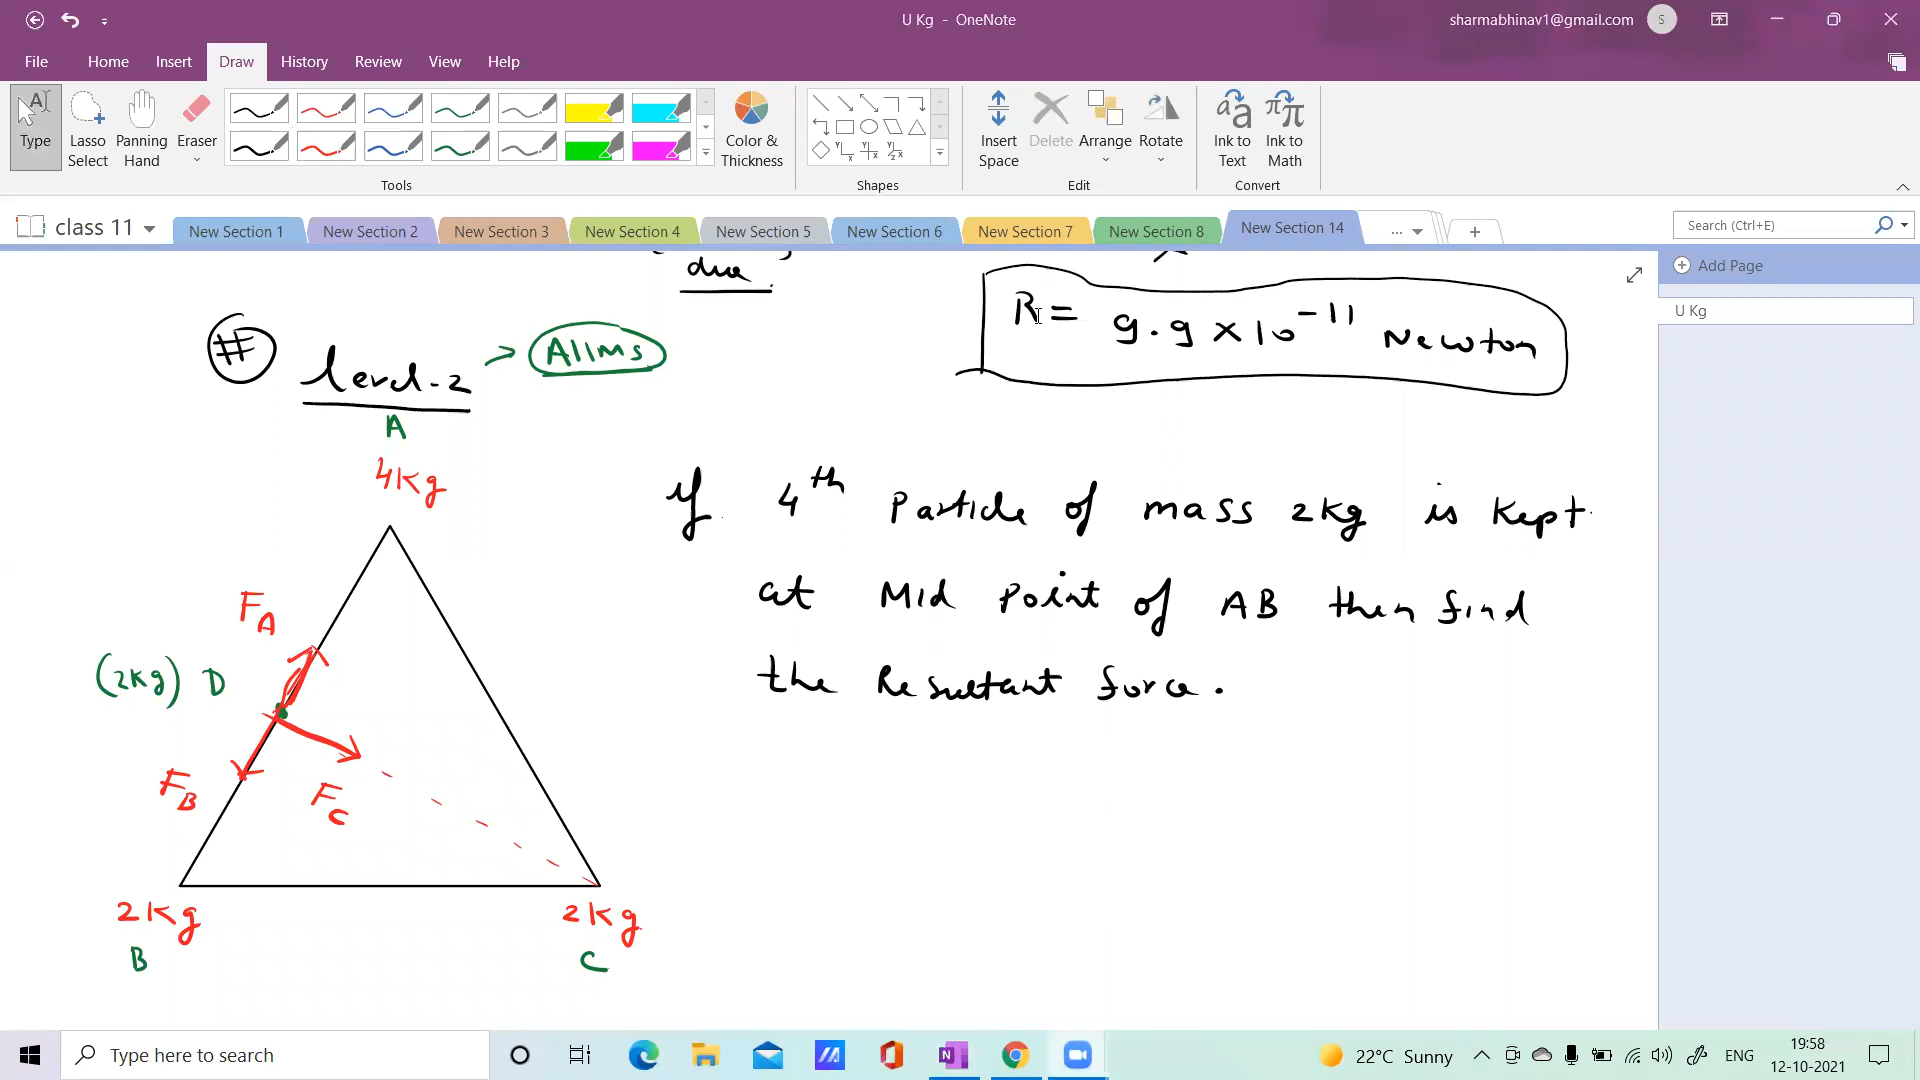 U Kg - OneNote
sharmabhinav1@gmail.com
S
File Home Insert Draw History Review View Help
Type
Lasso Select
Panning Hand
Eraser
Color & Thickness
Insert Space
Delete
Arrange
Rotate
Ink to Text
Ink to Math
Tools
Shapes
Edit
Convert
class 11
New Section 1
New Section 2
New Section 3
New Section 4
New Section 5
New Section 6
New Section 7
New Section 8
New Section 14
...
Search (Ctrl+E)
Add Page
U Kg
due
R = 9.9 × 10⁻¹¹ Newton
#
level-2 → AIIms
A
4Kg
if 4th Particle of mass 2kg is kept
at Mid Point of AB then find
the Resultant force.
F_A
(2Kg) D
F_B
F_C
2Kg
2Kg
B
C
Type here to search
22°C Sunny
ENG
19:58
12-10-2021